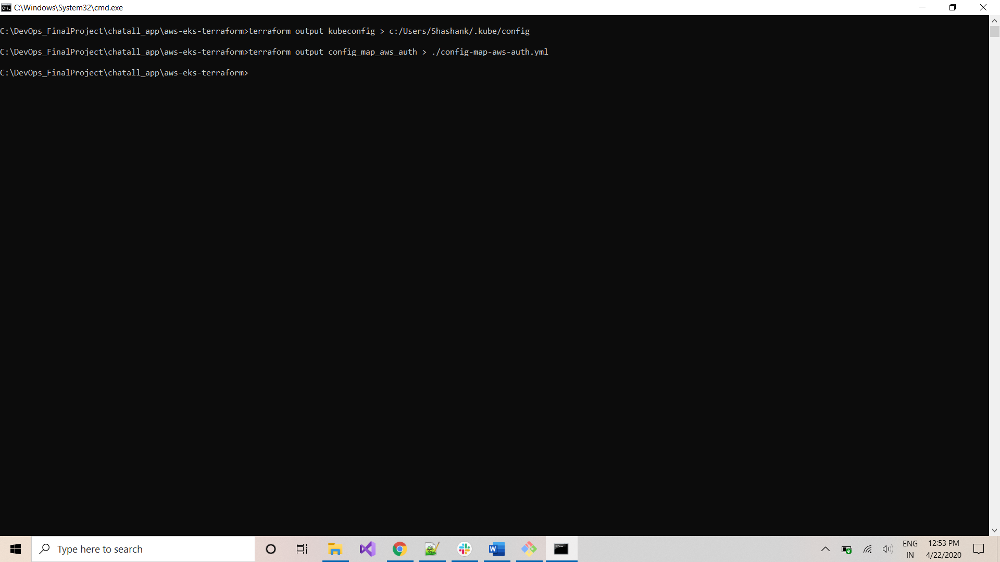 C:\Windows\System32\cmd.exe
C:\DevOps_FinalProject\chatall_app\aws-eks-terraform>terraform output kubeconfig > c:/Users/Shashank/.kube/config
C:\DevOps_FinalProject\chatall_app\aws-eks-terraform>terraform output config_map_aws_auth > ./config-map-aws-auth.yml
C:\DevOps_FinalProject\chatall_app\aws-eks-terraform>
Type here to search
ENG
IN
12:53 PM
4/22/2020